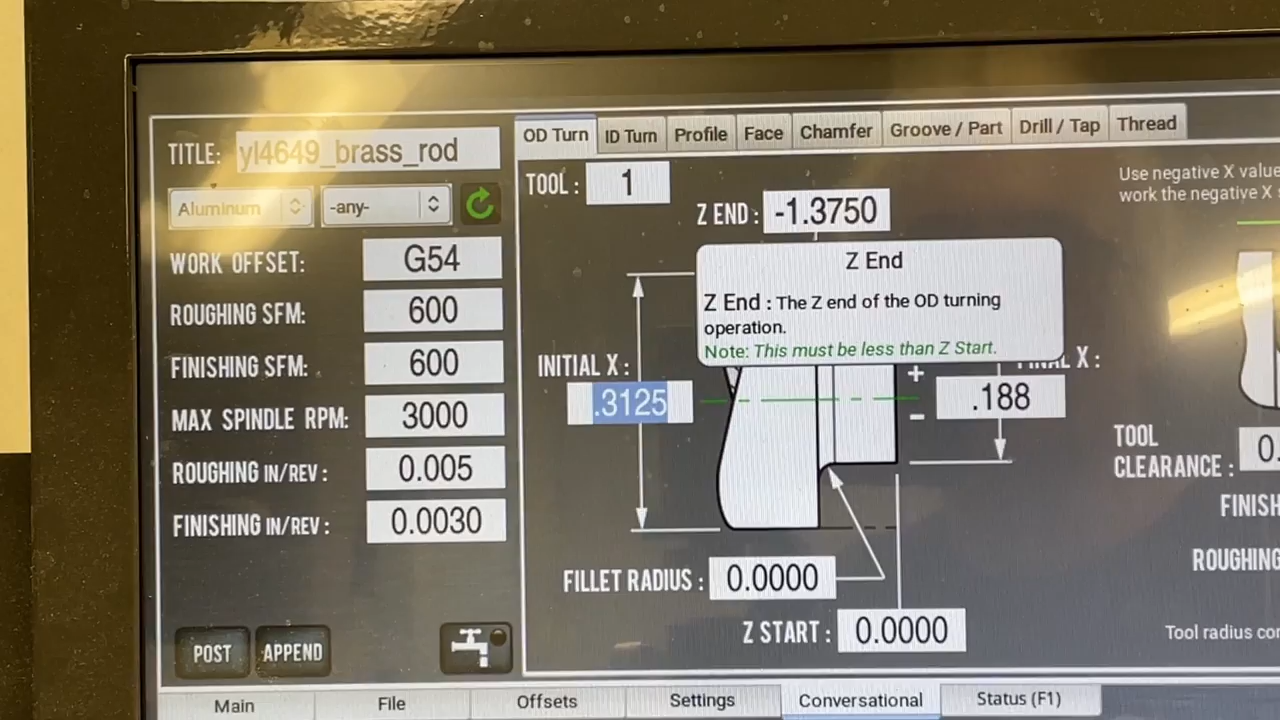 TITLE: yl4649_brass_rod
Aluminum
-any-
WORK OFFSET: G54
ROUGHING SFM: 600
FINISHING SFM: 600
MAX SPINDLE RPM: 3000
ROUGHING IN/REV: 0.005
FINISHING IN/REV: 0.0030
POST
APPEND
OD Turn
ID Turn
Profile
Face
Chamfer
Groove / Part
Drill / Tap
Thread
TOOL: 1
Z END: -1.3750
Z End
Z End : The Z end of the OD turning
operation.
Note: This must be less than Z Start.
INITIAL X:
.3125
X:
+
.188
-
FILLET RADIUS: 0.0000
Z START: 0.0000
Use negative X value
work the negative X
TOOL
CLEARANCE: 0.
FINISH
ROUGHING
Tool radius
Main
File
Offsets
Settings
Conversational
Status (F1)